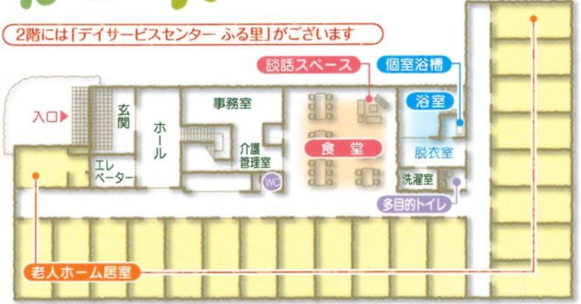 2階には「デイサービスセンター ふる里」がございます
談話スペース
個室浴槽
入口
玄関
ホール
事務室
浴室
食堂
脱衣室
エレ
ベーター
介護
管理室
WC
洗濯室
多目的トイレ
老人ホーム居室